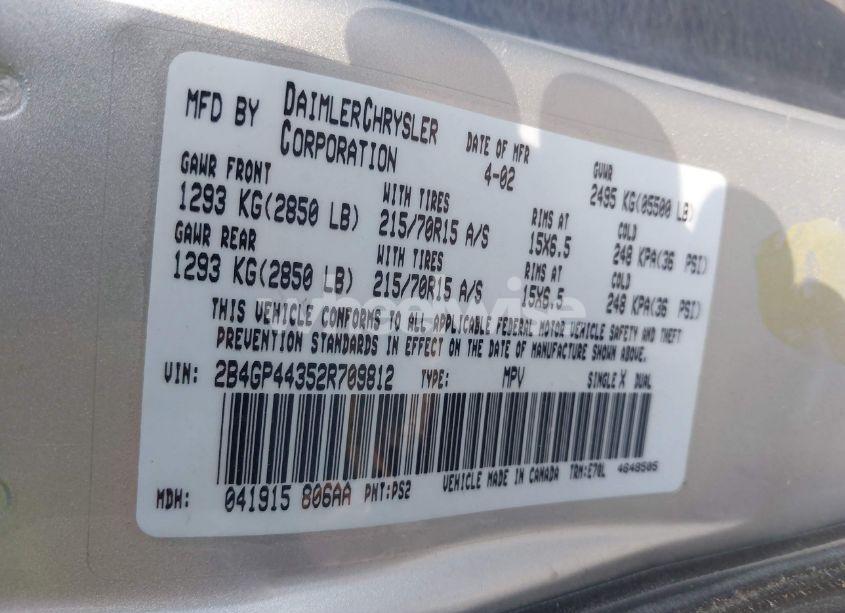 MFD BY DAIMLERCHRYSLER CORPORATION
DATE OF MFR 4-02
GVWR 2495 KG(05500 LB)
GAWR FRONT 1293 KG(2850 LB)
WITH TIRES 215/70R15 A/S
RIMS AT 15X6.5
COLD 248 KPA(36 PSI)
GAWR REAR 1293 KG(2850 LB)
WITH TIRES 215/70R15 A/S
RIMS AT 15X6.5
COLD 248 KPA(36 PSI)
THIS VEHICLE CONFORMS TO ALL APPLICABLE FEDERAL MOTOR VEHICLE SAFETY AND THEFT
PREVENTION STANDARDS IN EFFECT ON THE DATE OF MANUFACTURE SHOWN ABOVE.
VIN: 2B4GP44352R709812 TYPE: MPV SINGLE X DUAL
MDH: 041915 806AA PNT:PS2 VEHICLE MADE IN CANADA TRM:E70L 4648505